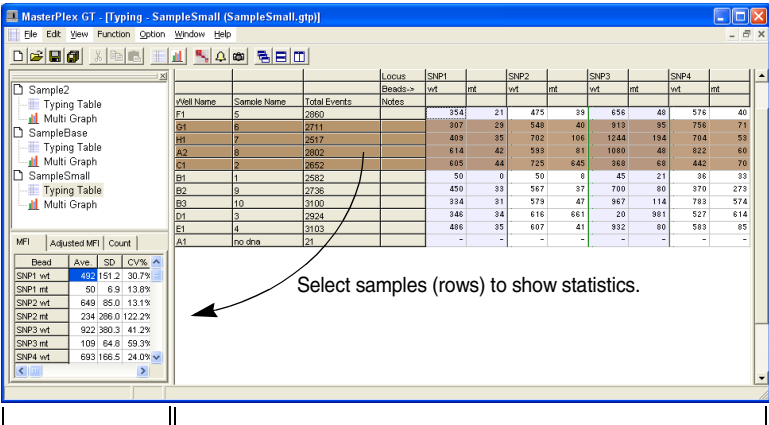 MasterPlex GT - [Typing - SampleSmall (SampleSmall.gtp)]
File Edit View Function Option Window Help
Sample2
Typing Table
Multi Graph
SampleBase
Typing Table
Multi Graph
SampleSmall
Typing Table
Multi Graph
MFI Adjusted MFI Count
Bead Ave. SD CV%
SNP1 wt 492 151.2 30.7%
SNP1 mt 50 6.9 13.8%
SNP2 wt 649 85.0 13.1%
SNP2 mt 234 286.0 122.2%
SNP3 wt 922 380.3 41.2%
SNP3 mt 109 64.8 59.3%
SNP4 wt 693 166.5 24.0%
Locus SNP1 SNP2 SNP3 SNP4
Beads-> wt mt wt mt wt mt wt mt
Well Name Sample Name Total Events Notes
F1 5 2860 354 21 475 39 656 48 576 40
G1 6 2711 307 29 548 40 913 95 756 71
H1 7 2517 409 35 702 106 1244 194 704 53
A2 8 2802 614 42 593 81 1080 48 822 60
C1 2 2652 605 44 725 645 368 68 442 70
B1 1 2582 50 0 50 8 45 21 36 33
B2 9 2736 450 33 567 37 700 80 370 273
B3 10 3100 334 31 579 47 967 114 783 574
D1 3 2924 346 34 616 661 20 981 527 614
E1 4 3103 486 35 607 41 932 80 583 85
A1 no dna 21 - - - - - - - -
Select samples (rows) to show statistics.